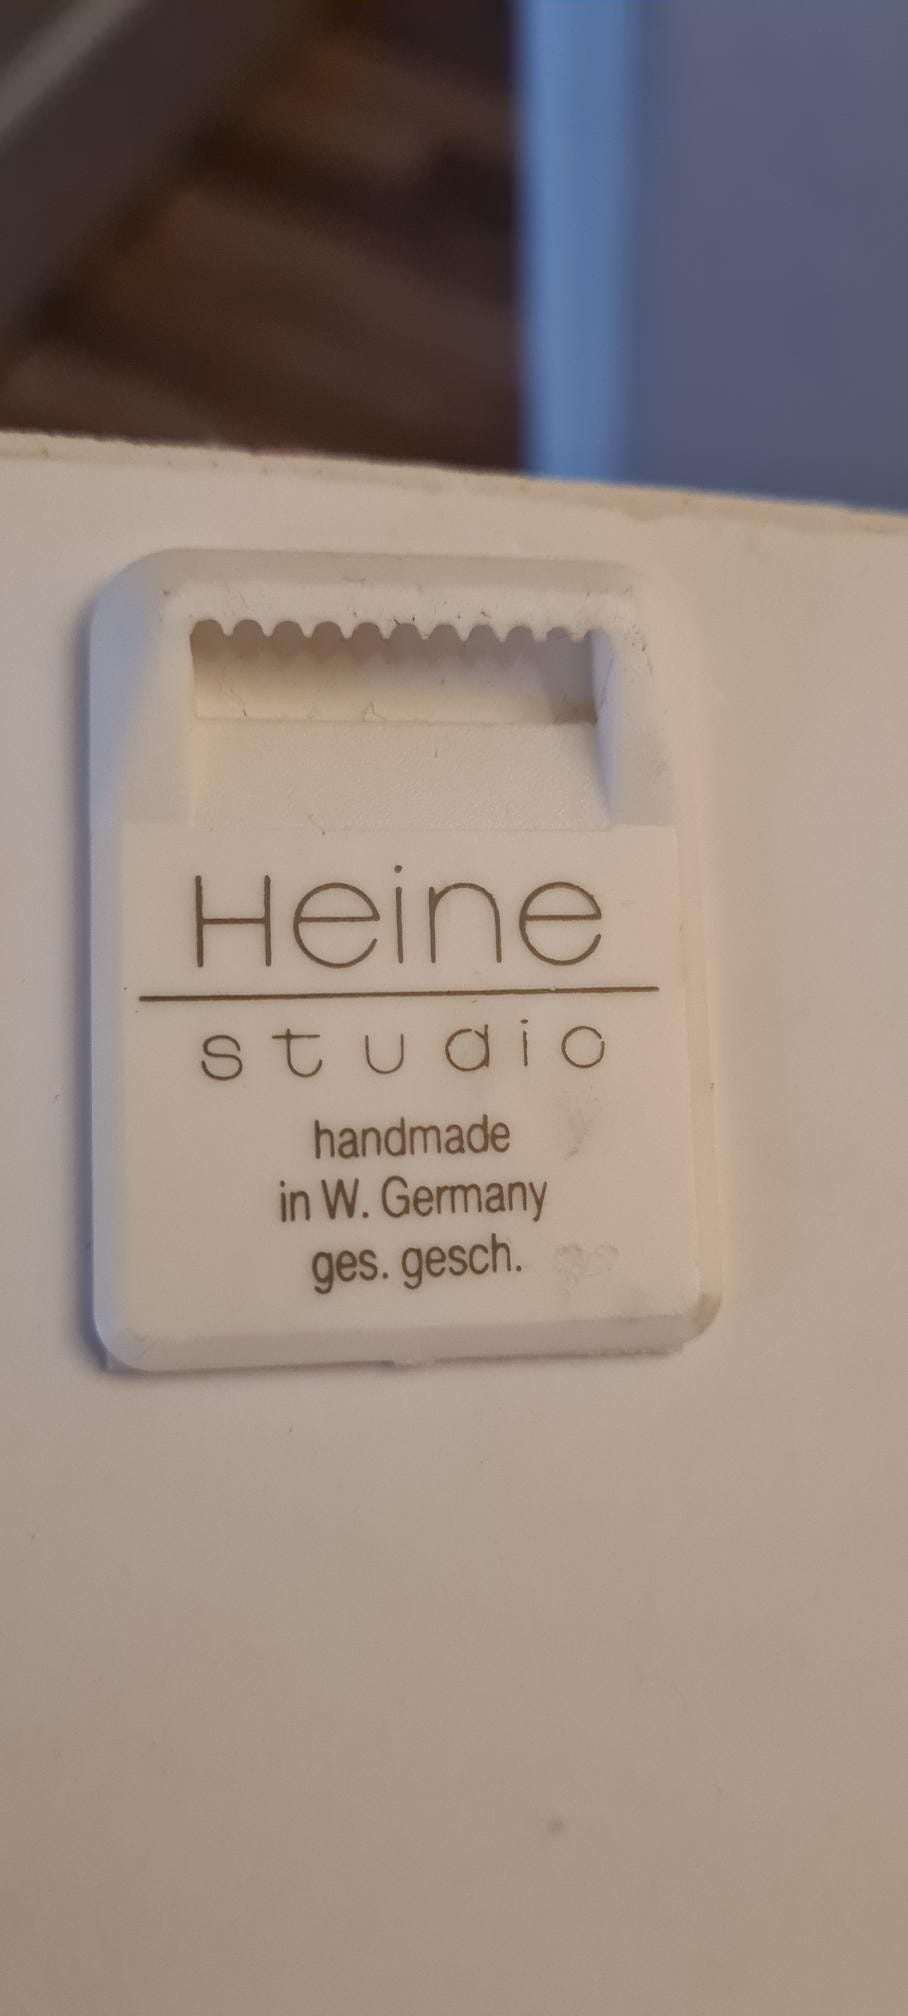 Heine
studio
handmade
in W. Germany
ges. gesch.